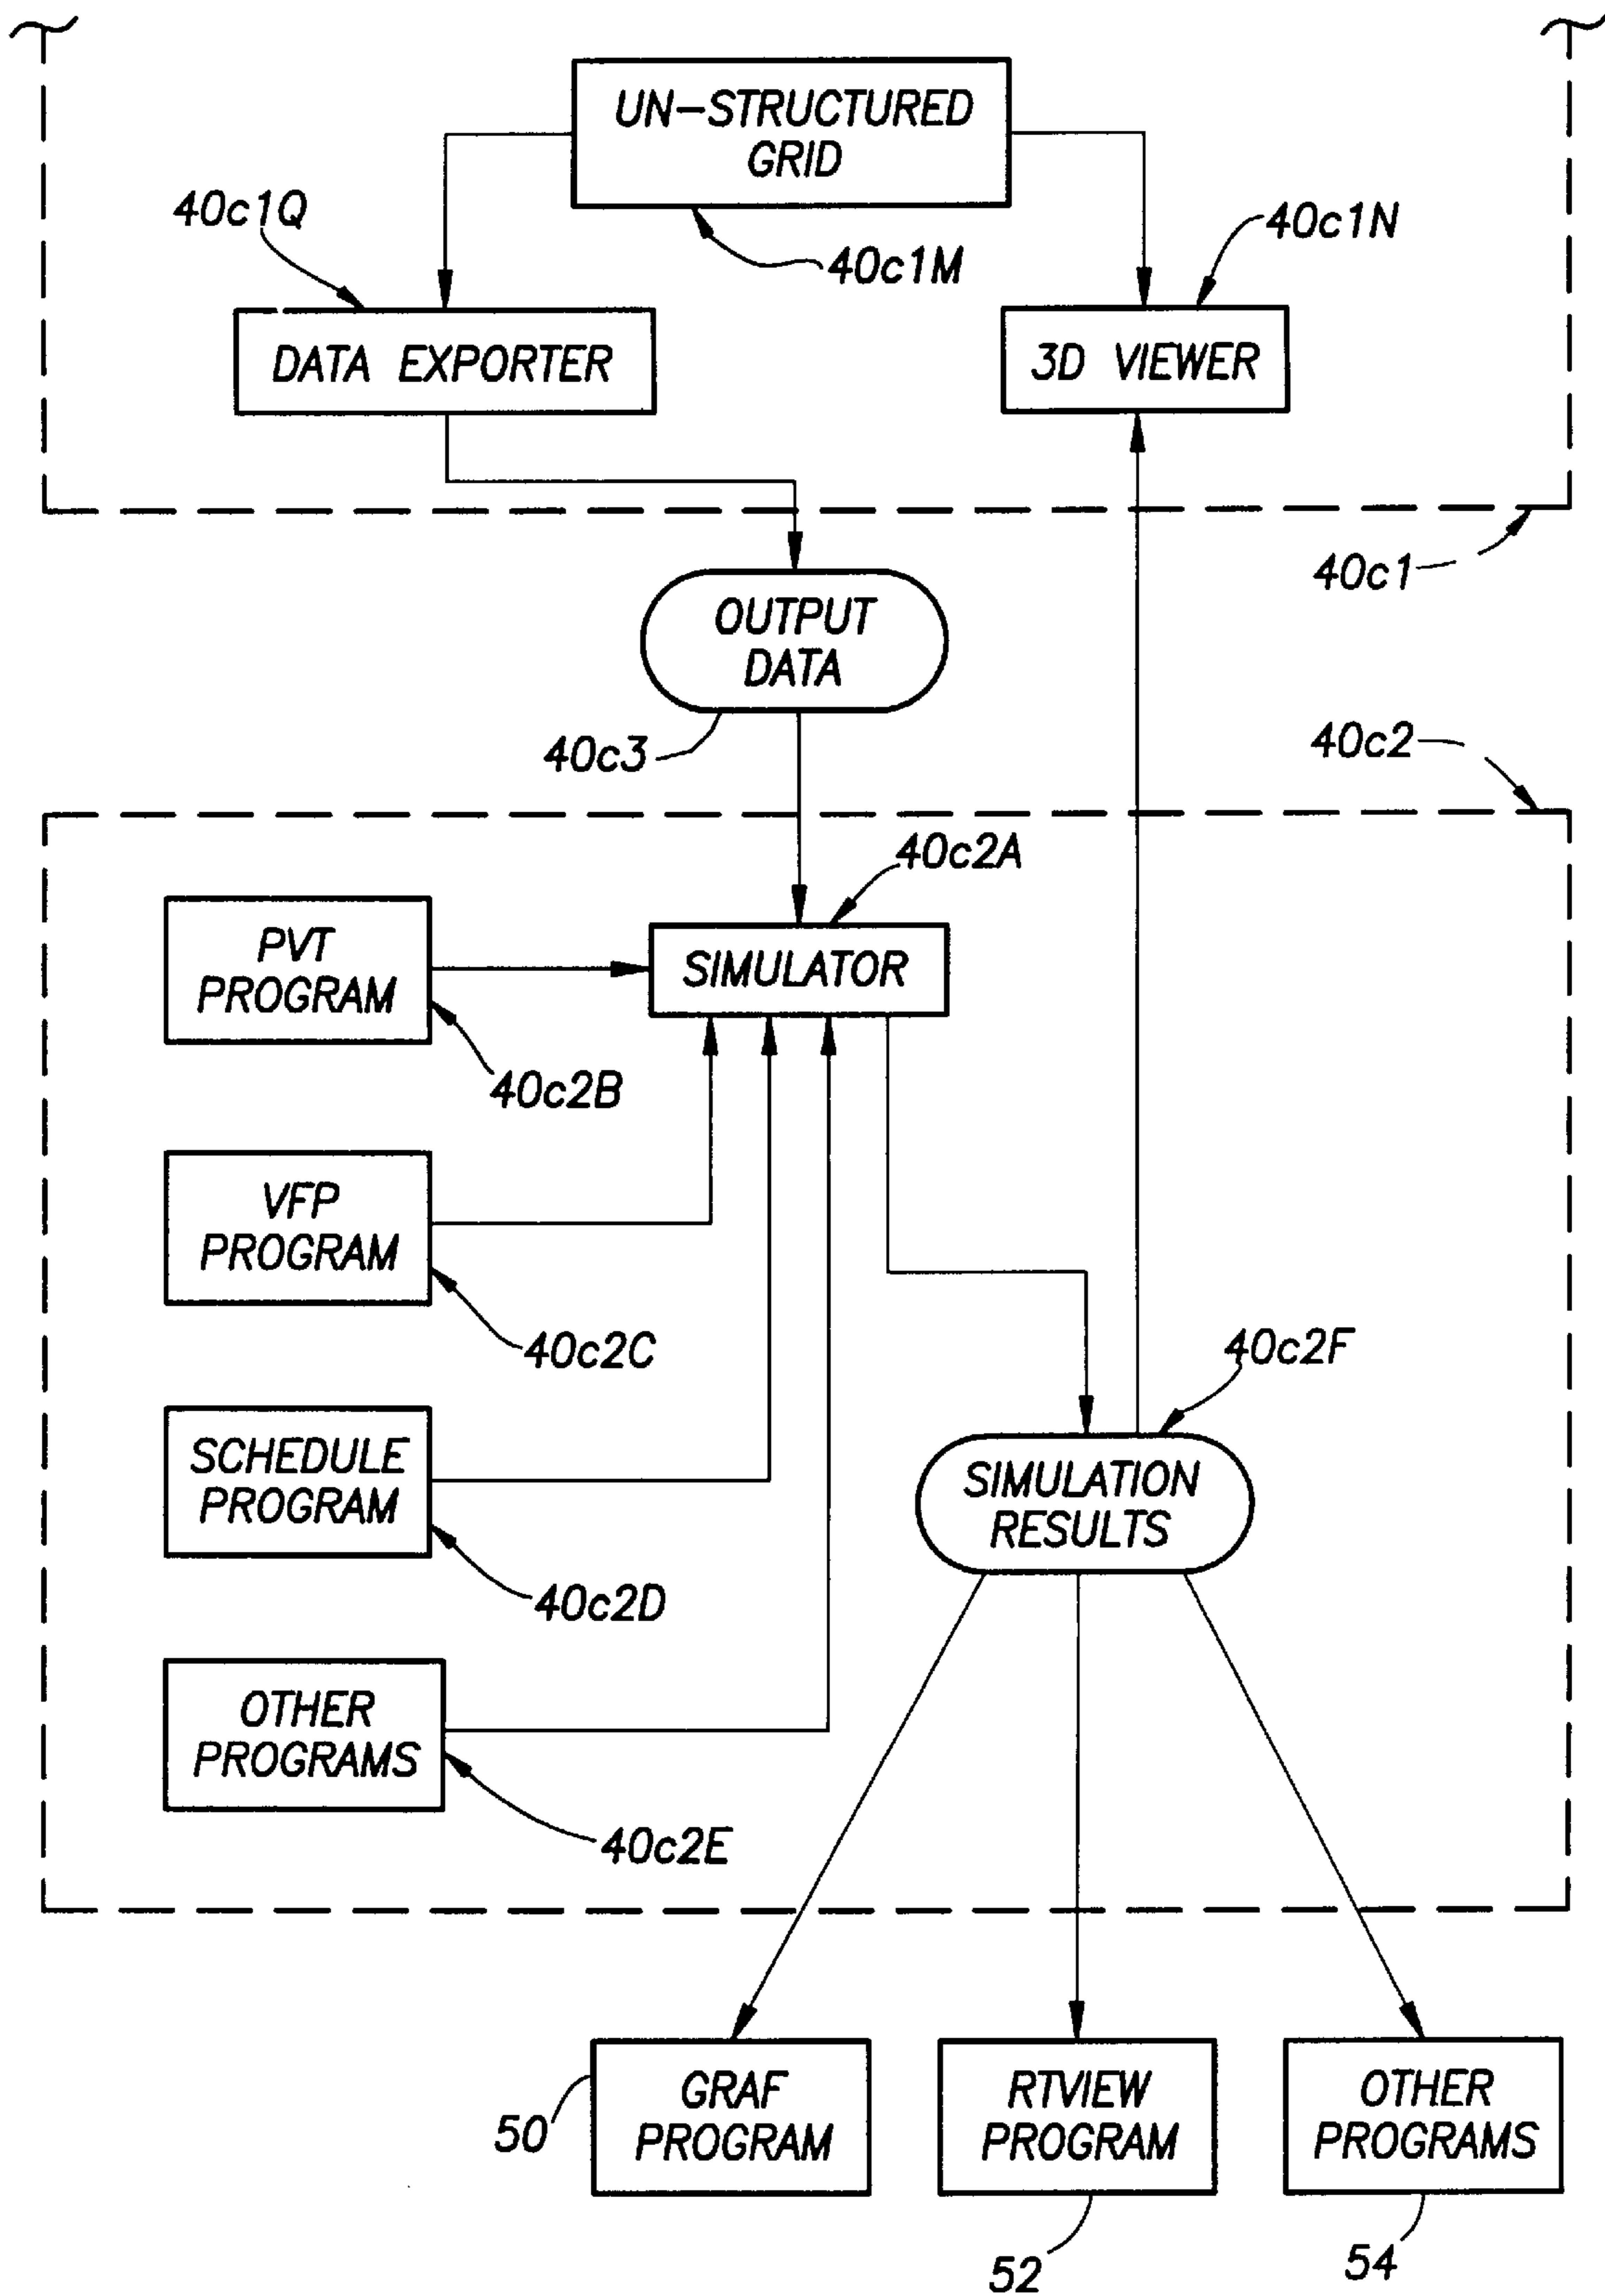 UN-STRUCTURED
GRID
40c1Q
40c1M
40c1N
DATA EXPORTER
3D VIEWER
40c1
OUTPUT
DATA
40c3
40c2
40c2A
PVT
PROGRAM
SIMULATOR
40c2B
VFP
PROGRAM
40c2C
40c2F
SCHEDULE
PROGRAM
SIMULATION
RESULTS
40c2D
OTHER
PROGRAMS
40c2E
GRAF
PROGRAM
RTVIEW
PROGRAM
OTHER
PROGRAMS
50
52
54